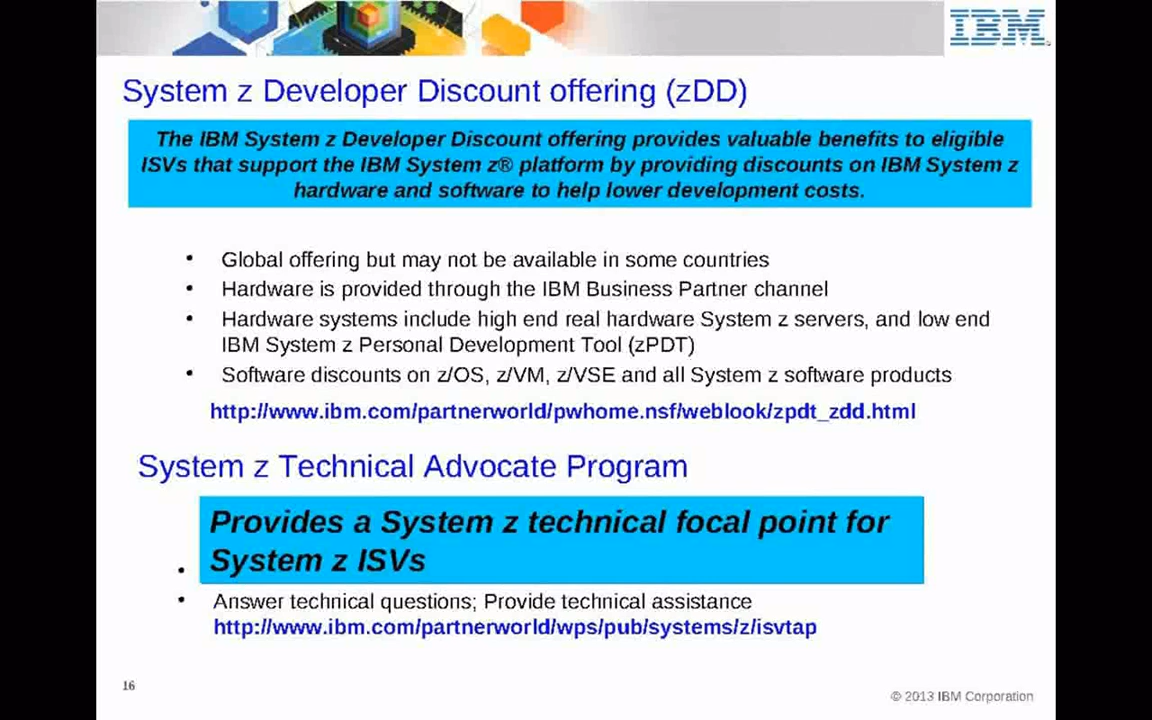 IBM
System z Developer Discount offering (zDD)
The IBM System z Developer Discount offering provides valuable benefits to eligible
ISVs that support the IBM System z® platform by providing discounts on IBM System z
hardware and software to help lower development costs.
• Global offering but may not be available in some countries
• Hardware is provided through the IBM Business Partner channel
• Hardware systems include high end real hardware System z servers, and low end
IBM System z Personal Development Tool (zPDT)
• Software discounts on z/OS, z/VM, z/VSE and all System z software products
http://www.ibm.com/partnerworld/pwhome.nsf/weblook/zpdt_zdd.html
System z Technical Advocate Program
Provides a System z technical focal point for
• System z ISVs
• Answer technical questions; Provide technical assistance
http://www.ibm.com/partnerworld/wps/pub/systems/z/isvtap
16
© 2013 IBM Corporation